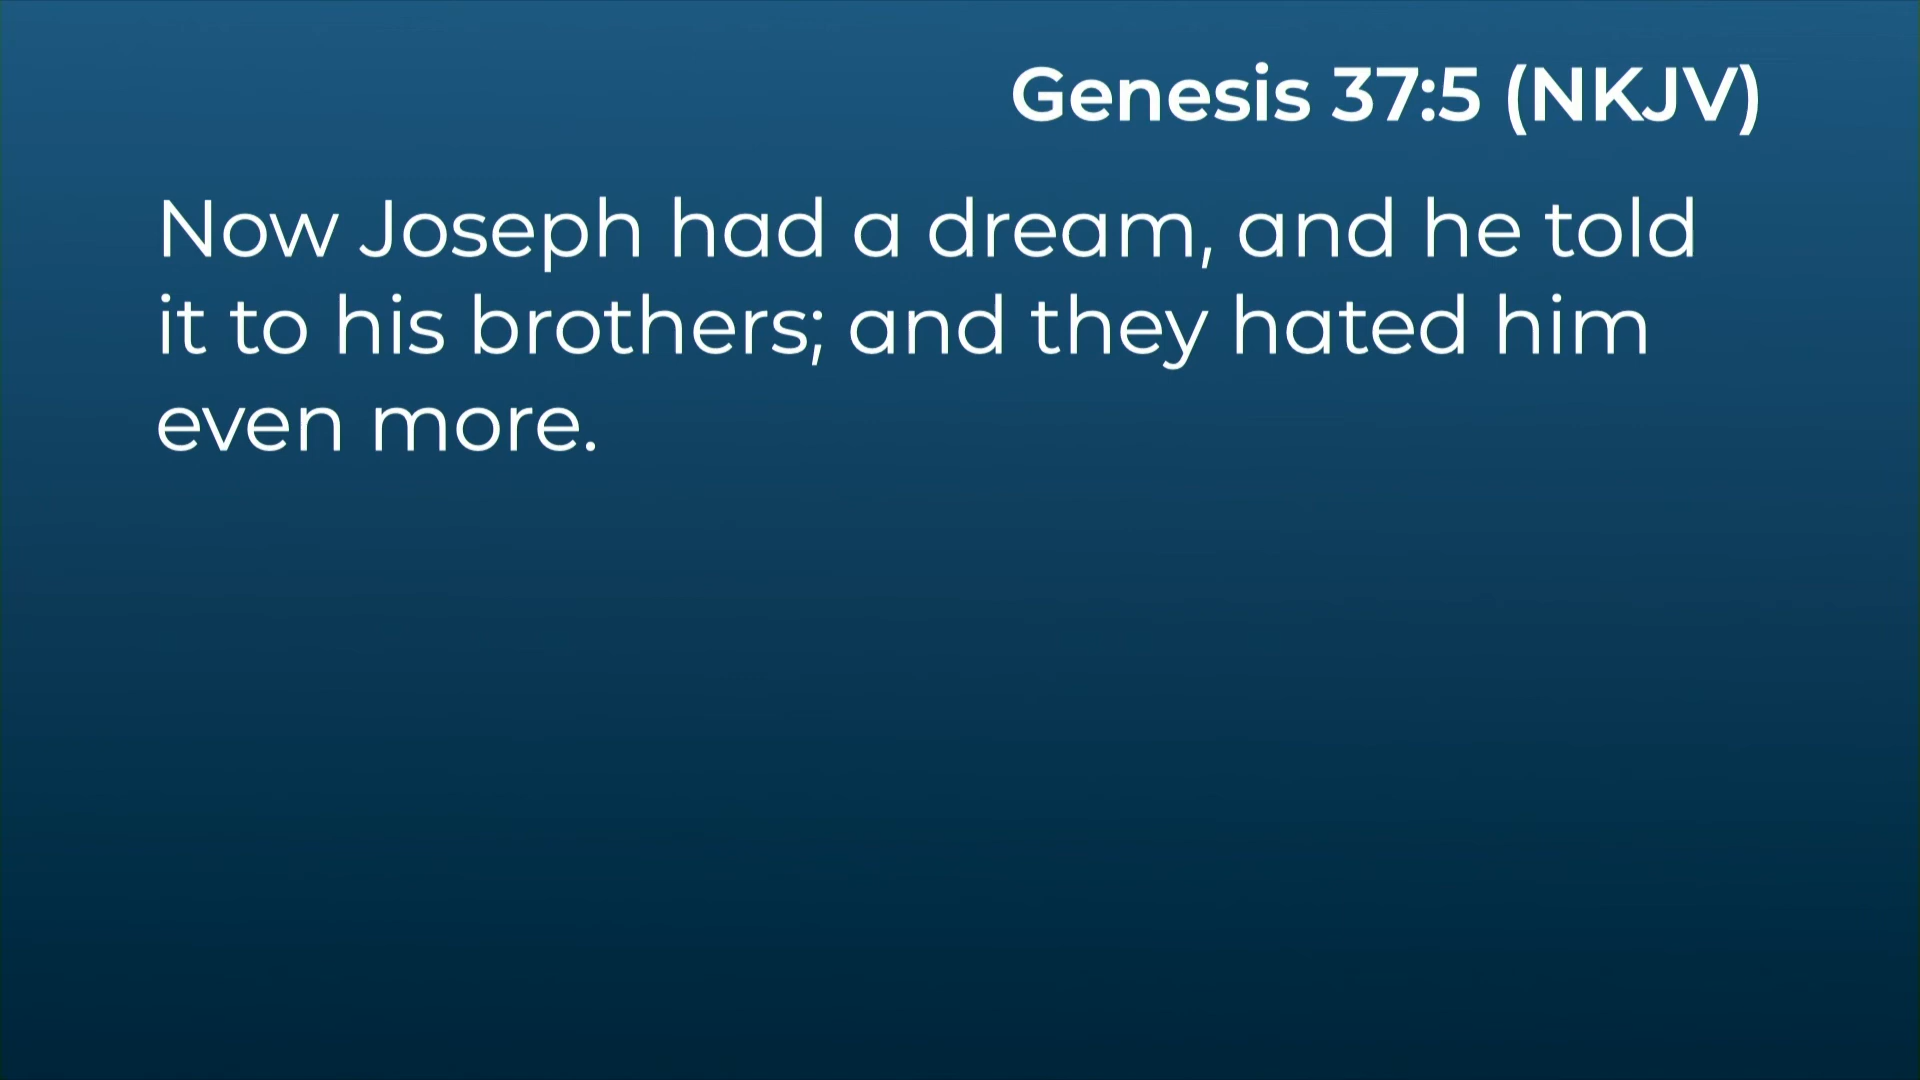 Genesis 37:5 (NKJV)
Now Joseph had a dream, and he told
it to his brothers; and they hated him
even more.